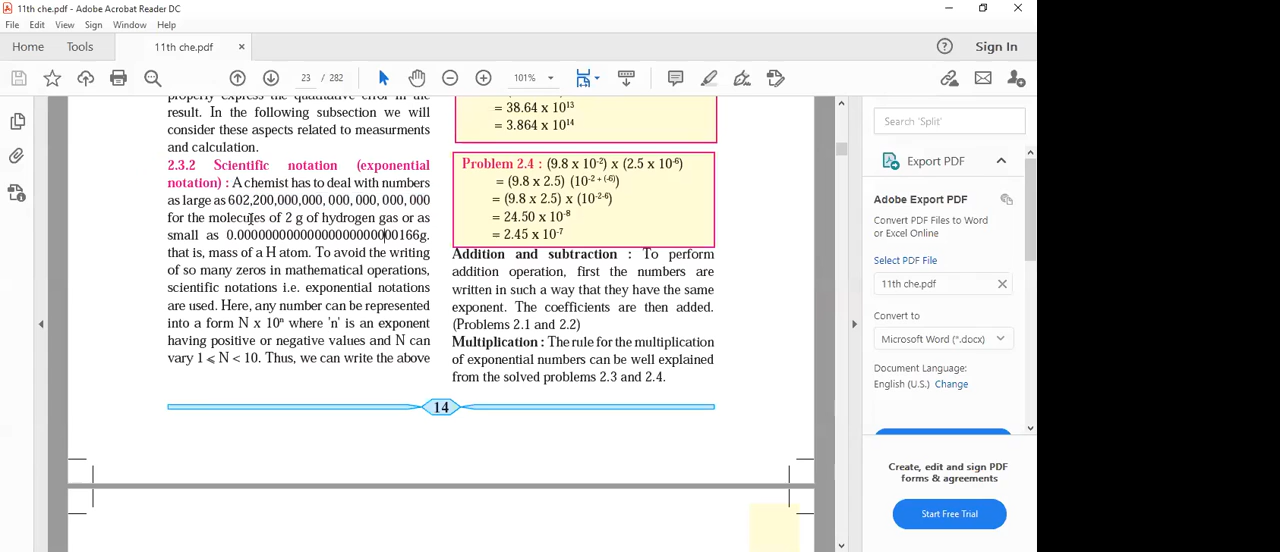 11th che.pdf - Adobe Acrobat Reader DC
File Edit View Sign Window Help
Home Tools 11th che.pdf × Sign In
23 / 282 101%
properly express the quantitative error in the
result. In the following subsection we will
consider these aspects related to measurments
and calculation.
2.3.2 Scientific notation (exponential
notation) : A chemist has to deal with numbers
as large as 602,200,000,000, 000, 000, 000, 000
for the molecules of 2 g of hydrogen gas or as
small as 0.00000000000000000000000166g.
that is, mass of a H atom. To avoid the writing
of so many zeros in mathematical operations,
scientific notations i.e. exponential notations
are used. Here, any number can be represented
into a form N x 10ⁿ where 'n' is an exponent
having positive or negative values and N can
vary 1 ⩽ N < 10. Thus, we can write the above
= 38.64 x 10¹³
= 3.864 x 10¹⁴
Problem 2.4 : (9.8 x 10⁻²) x (2.5 x 10⁻⁶)
= (9.8 x 2.5) (10⁻² ⁺ ⁽⁻⁶⁾)
= (9.8 x 2.5) x (10⁻²⁻⁶)
= 24.50 x 10⁻⁸
= 2.45 x 10⁻⁷
Addition and subtraction : To perform
addition operation, first the numbers are
written in such a way that they have the same
exponent. The coefficients are then added.
(Problems 2.1 and 2.2)
Multiplication : The rule for the multiplication
of exponential numbers can be well explained
from the solved problems 2.3 and 2.4.
14
Search 'Split'
Export PDF
Adobe Export PDF
Convert PDF Files to Word
or Excel Online
Select PDF File
11th che.pdf
Convert to
Microsoft Word (*.docx)
Document Language:
English (U.S.) Change
Create, edit and sign PDF
forms & agreements
Start Free Trial